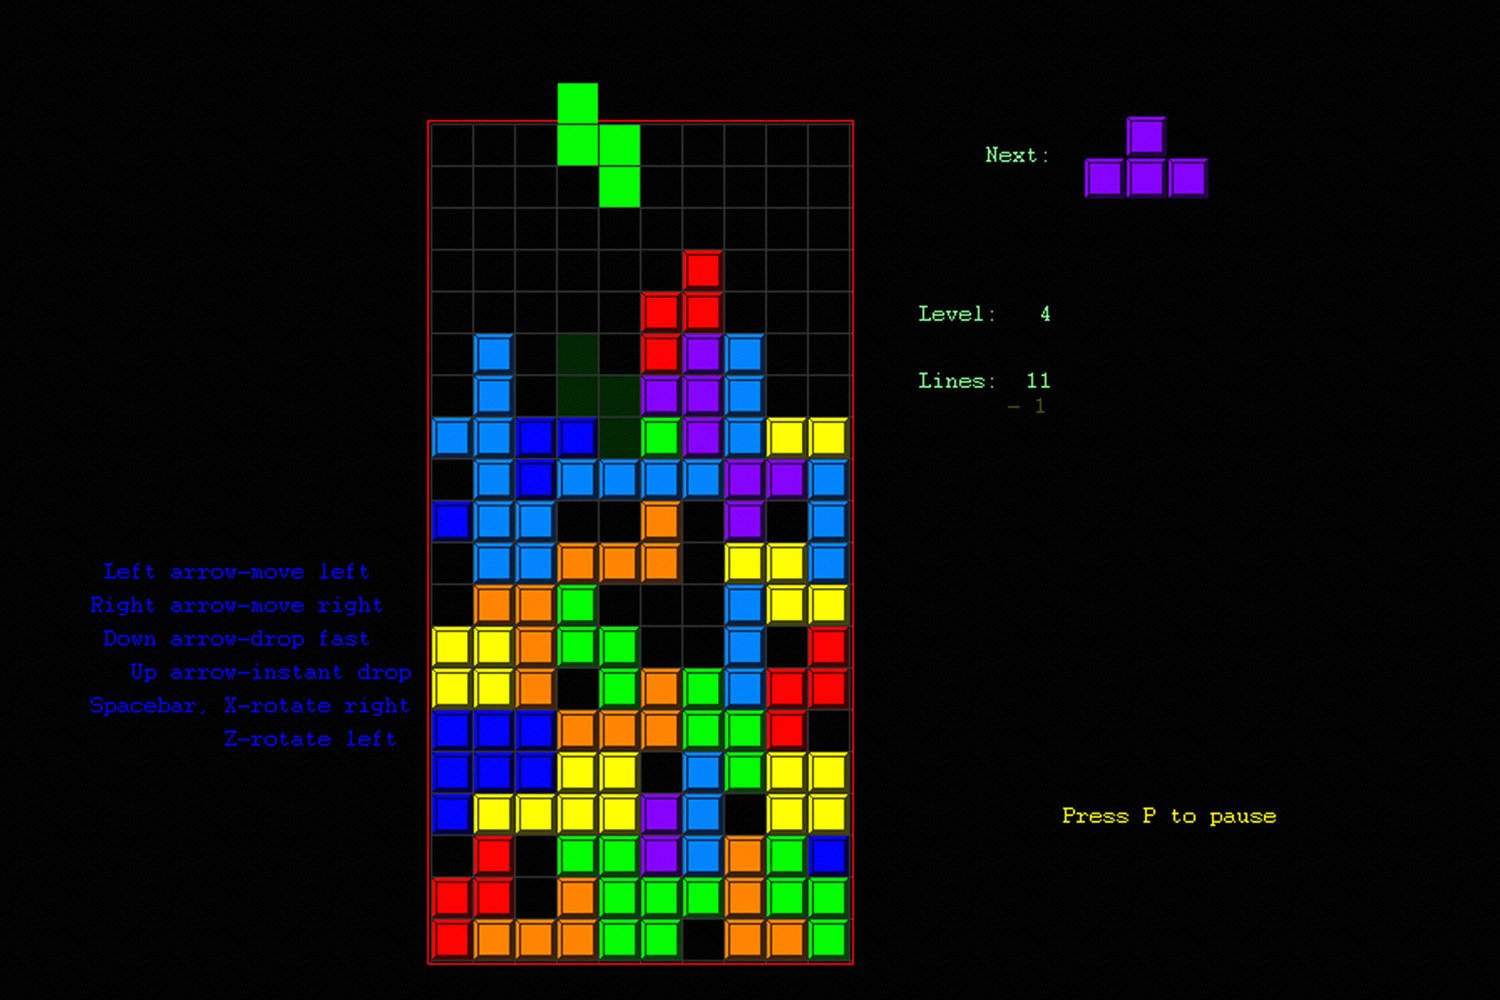 Next:
Level: 4
Lines: 11
- 1
Left arrow-move left
Right arrow-move right
Down arrow-drop fast
Up arrow-instant drop
Spacebar, X-rotate right
Z-rotate left
Press P to pause